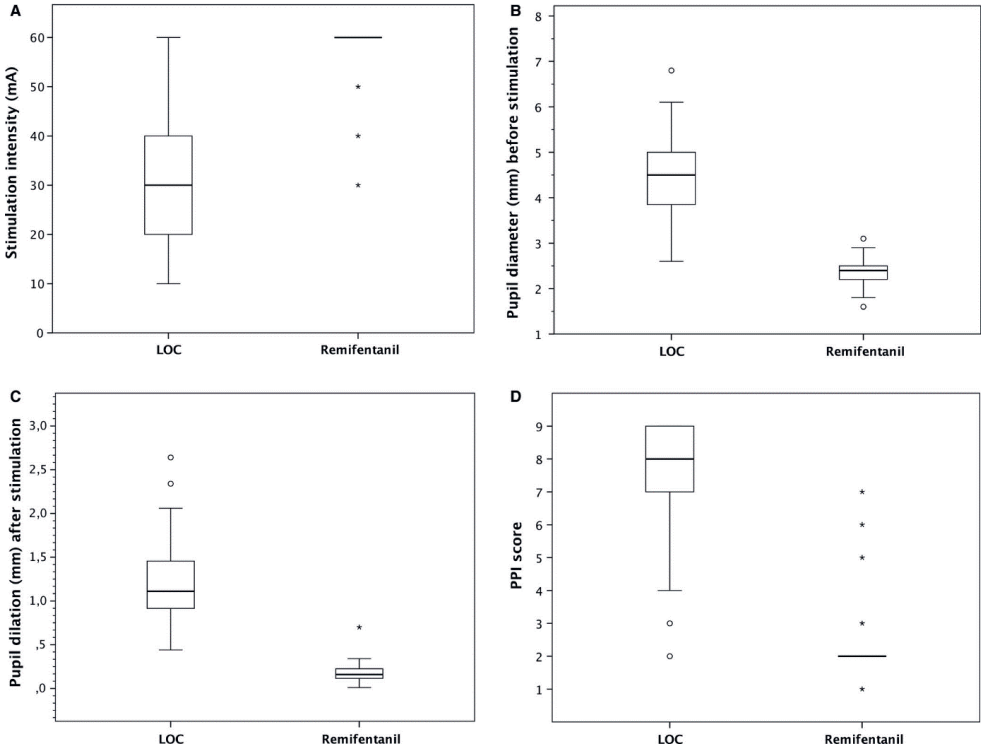 A
Stimulation intensity (mA)
60
50
40
30
20
10
0
LOC Remifentanil
B
Pupil diameter (mm) before stimulation
8
7
6
5
4
3
2
1
LOC Remifentanil
C
Pupil dilation (mm) after stimulation
3,0
2,5
2,0
1,5
1,0
,5
,0
LOC Remifentanil
D
PPI score
9
8
7
6
5
4
3
2
1
LOC Remifentanil